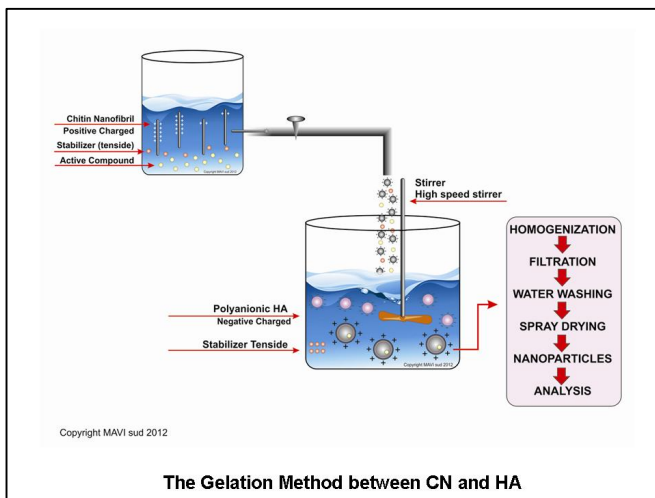 Chitin Nanofibril
Positive Charged
Stabilizer (tenside)
Active Compound
Copyright MAVI sud 2012
Stirrer
High speed stirrer
Polyanionic HA
Negative Charged
Stabilizer Tenside
Copyright MAVI sud 2012
HOMOGENIZATION
FILTRATION
WATER WASHING
SPRAY DRYING
NANOPARTICLES
ANALYSIS
Copyright MAVI sud 2012
The Gelation Method between CN and HA